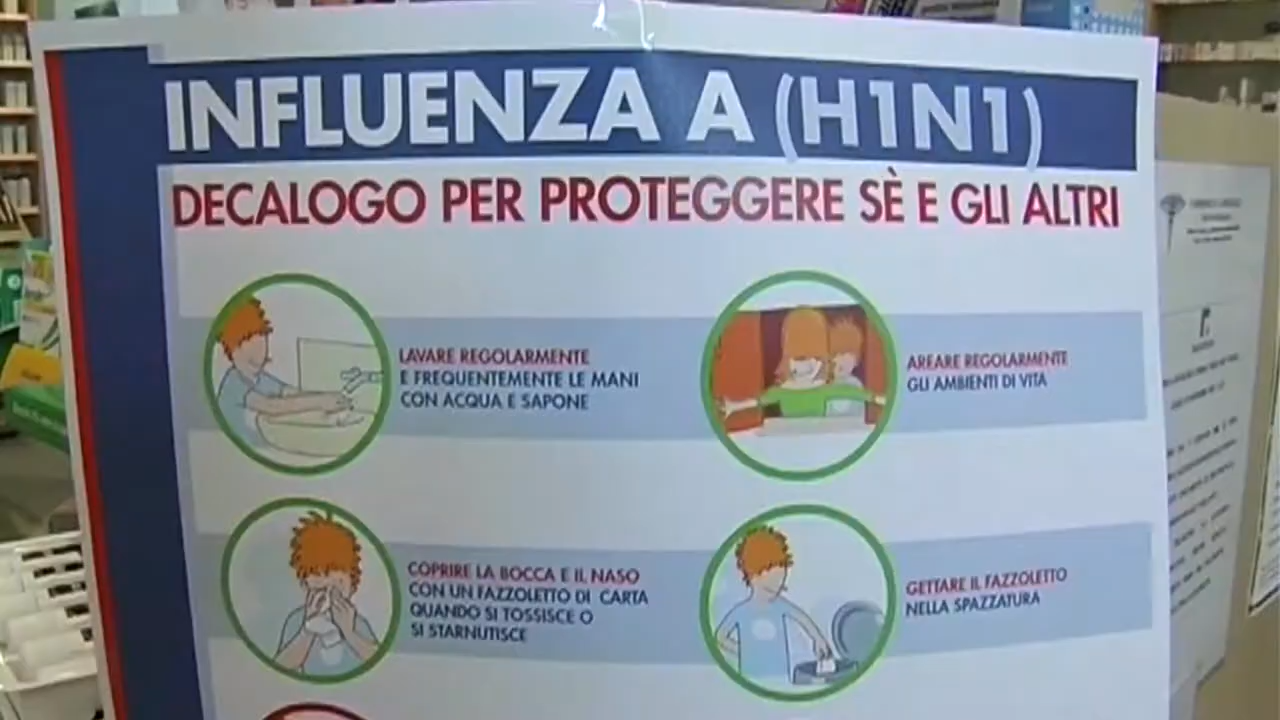 INFLUENZA A (H1N1)
DECALOGO PER PROTEGGERE SÈ E GLI ALTRI
LAVARE REGOLARMENTE
E FREQUENTEMENTE LE MANI
CON ACQUA E SAPONE
AREARE REGOLARMENTE
GLI AMBIENTI DI VITA
COPRIRE LA BOCCA E IL NASO
CON UN FAZZOLETTO DI CARTA
QUANDO SI TOSSISCE O
SI STARNUTISCE
GETTARE IL FAZZOLETTO
NELLA SPAZZATURA